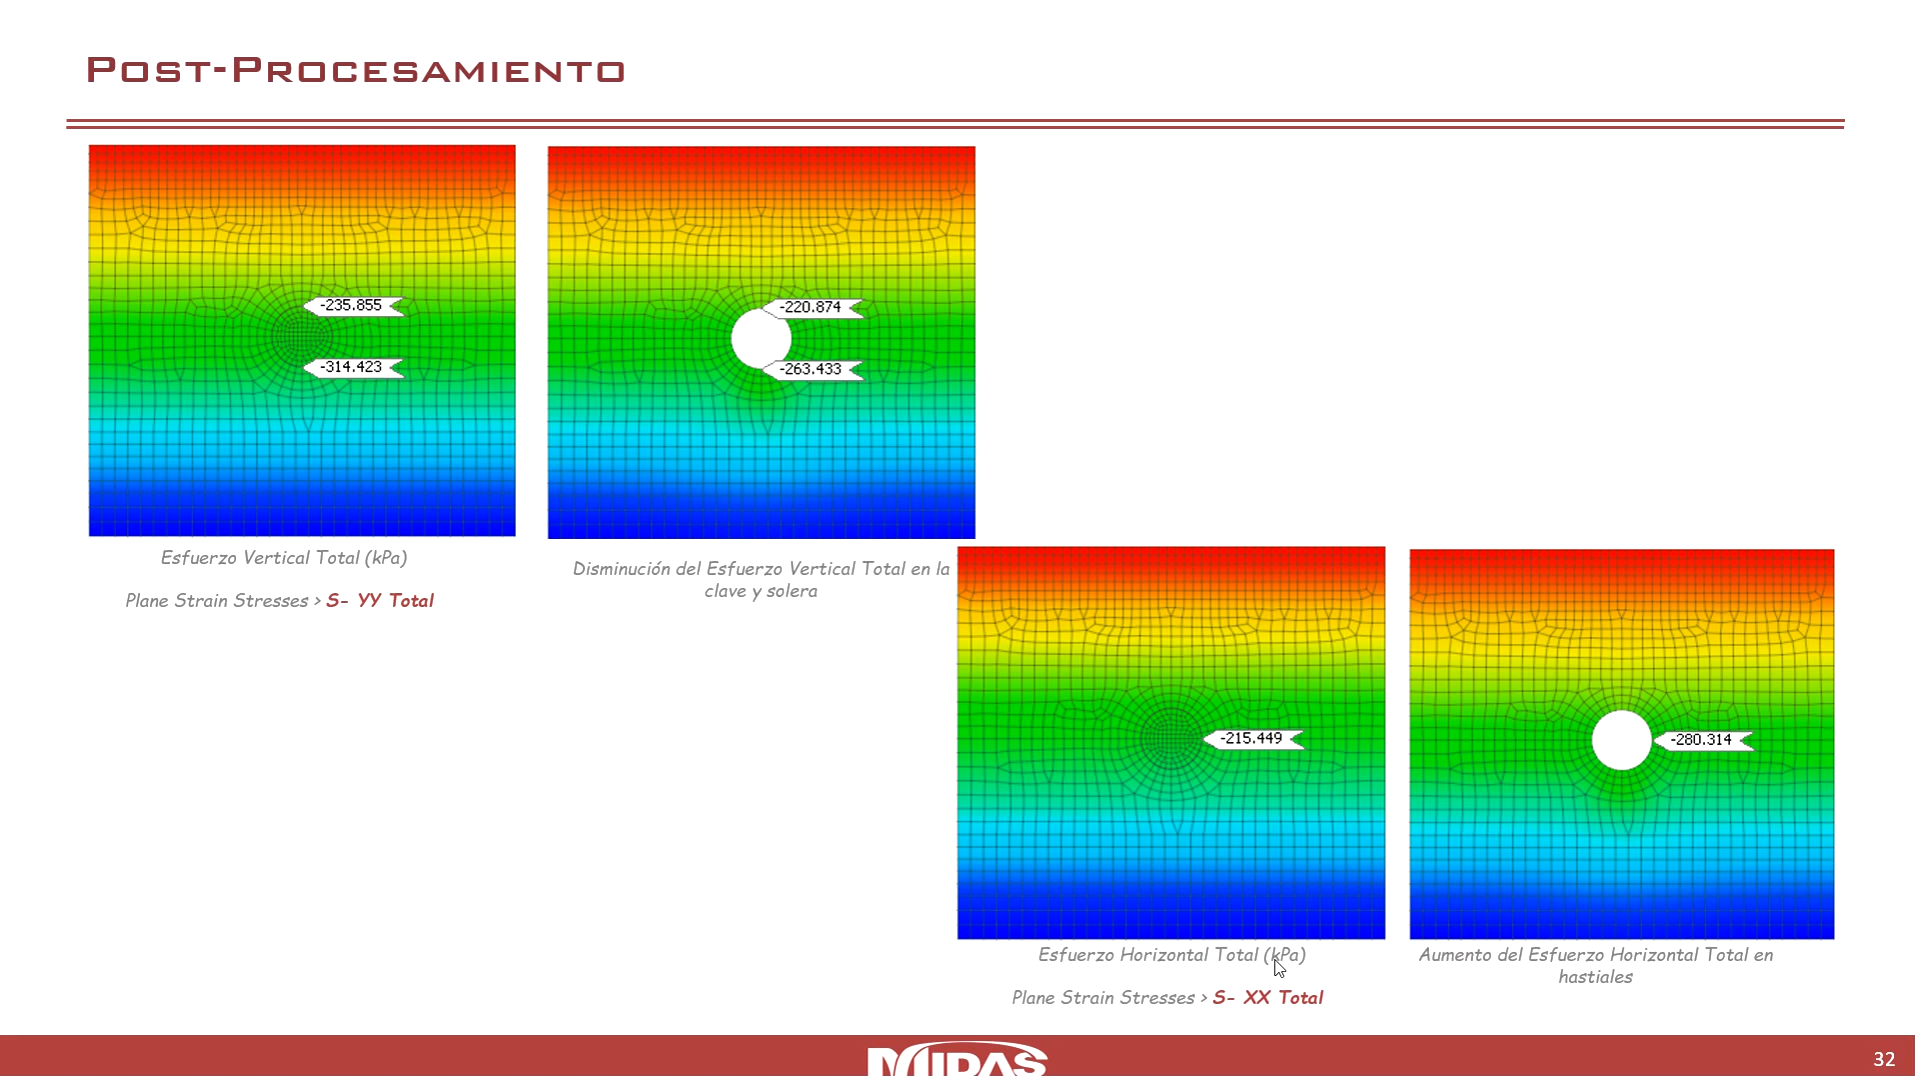 Post-Procesamiento
-235.855
-314.423
-220.874
-263.433
Esfuerzo Vertical Total (kPa)
Plane Strain Stresses > S- YY Total
Disminución del Esfuerzo Vertical Total en la
clave y solera
-215.449
-280.314
Esfuerzo Horizontal Total (kPa)
Plane Strain Stresses > S- XX Total
Aumento del Esfuerzo Horizontal Total en
hastiales
MIDAS
32